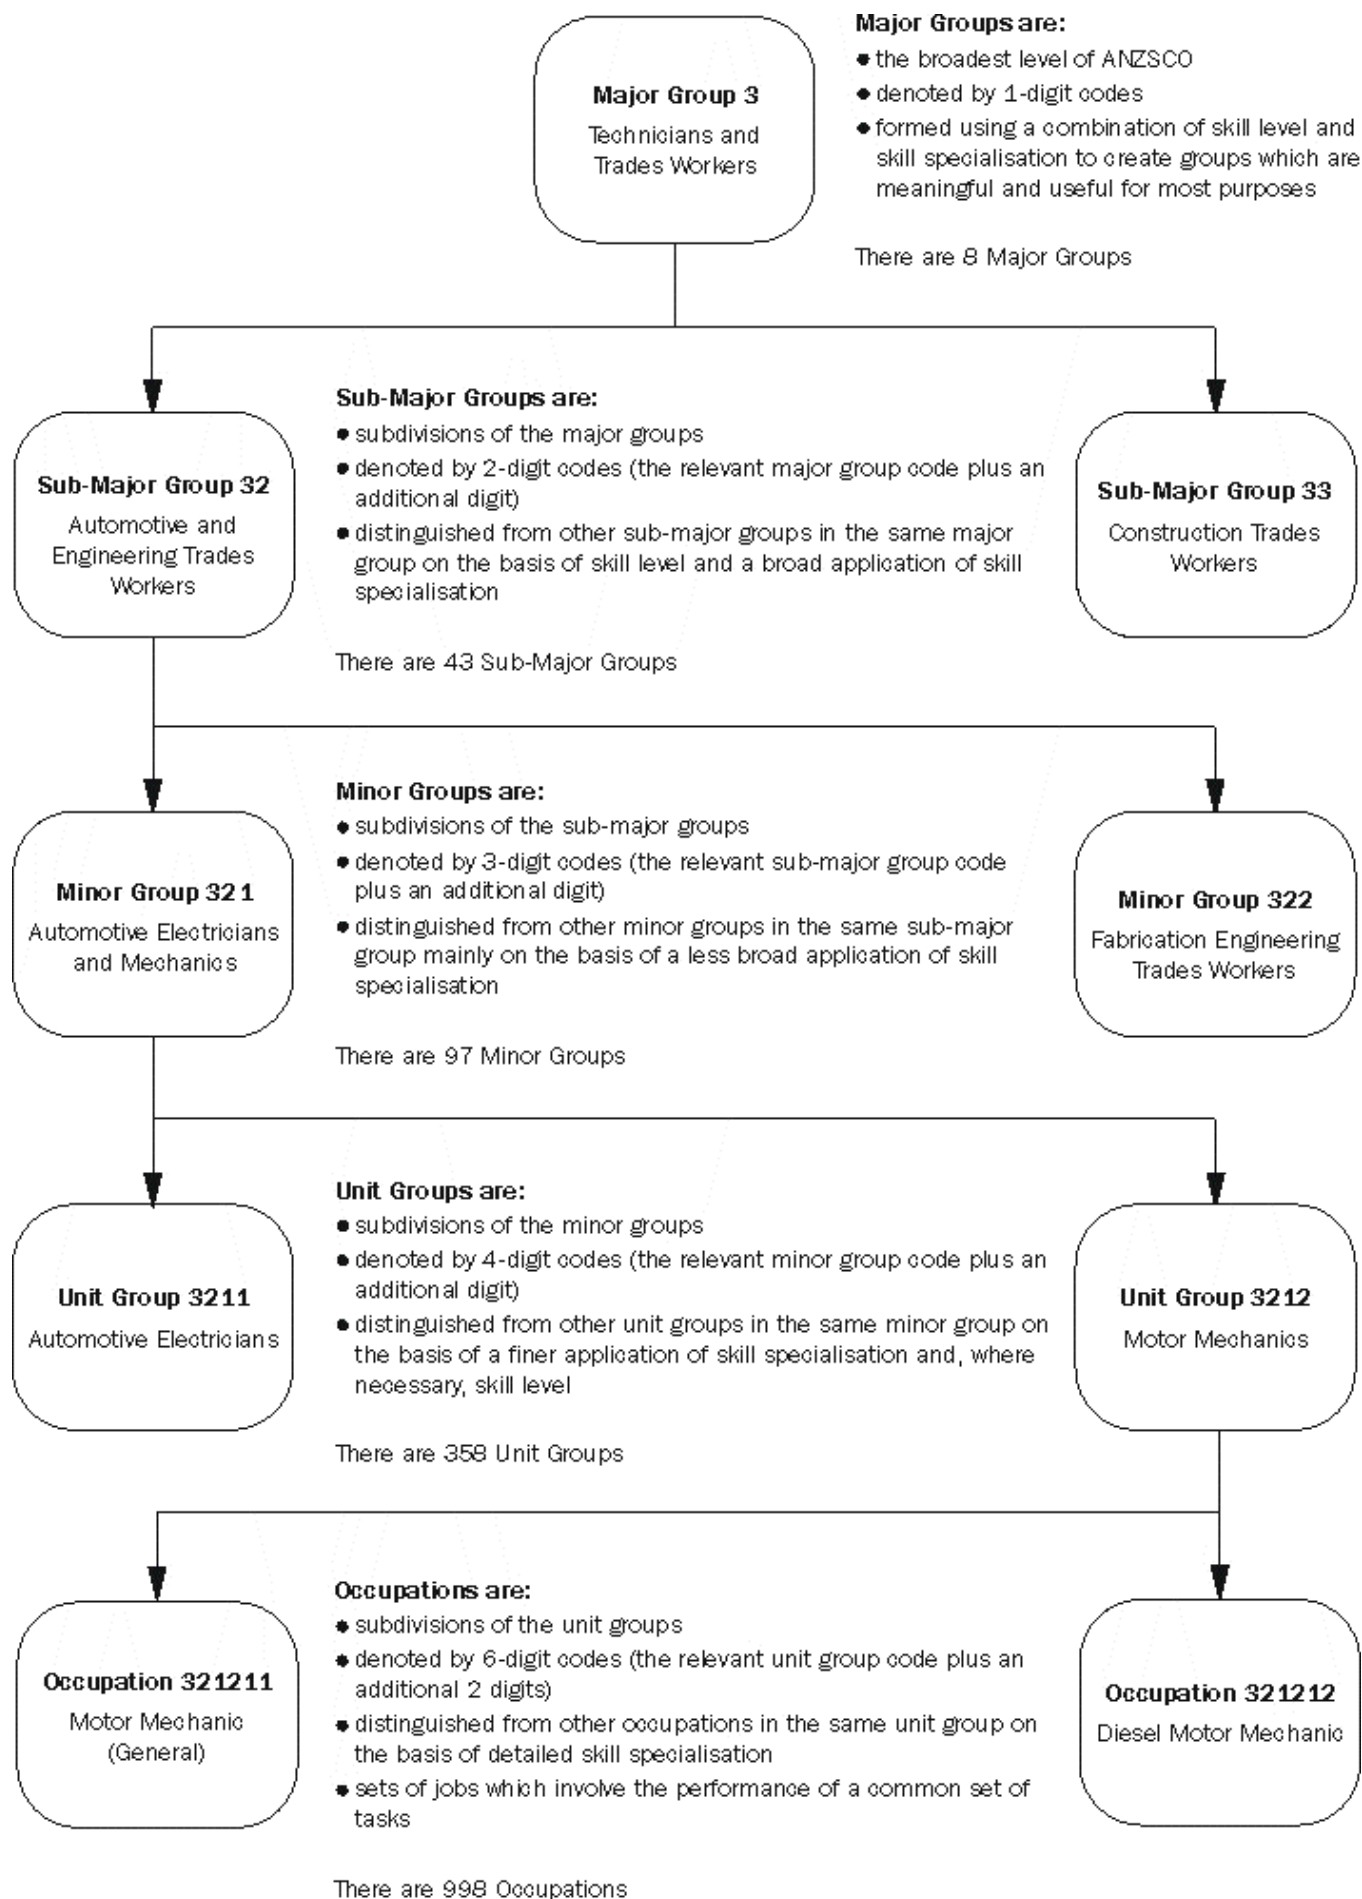 Major Group 3
Technicians and
Trades Workers
Major Groups are:
● the broadest level of ANZSCO
● denoted by 1-digit codes
● formed using a combination of skill level and
skill specialisation to create groups which are
meaningful and useful for most purposes
There are 8 Major Groups
Sub-Major Group 32
Automotive and
Engineering Trades
Workers
Sub-Major Groups are:
● subdivisions of the major groups
● denoted by 2-digit codes (the relevant major group code plus an
additional digit)
● distinguished from other sub-major groups in the same major
group on the basis of skill level and a broad application of skill
specialisation
There are 43 Sub-Major Groups
Sub-Major Group 33
Construction Trades
Workers
Minor Group 321
Automotive Electricians
and Mechanics
Minor Groups are:
● subdivisions of the sub-major groups
● denoted by 3-digit codes (the relevant sub-major group code
plus an additional digit)
● distinguished from other minor groups in the same sub-major
group mainly on the basis of a less broad application of skill
specialisation
There are 97 Minor Groups
Minor Group 322
Fabrication Engineering
Trades Workers
Unit Group 3211
Automotive Electricians
Unit Groups are:
● subdivisions of the minor groups
● denoted by 4-digit codes (the relevant minor group code plus an
additional digit)
● distinguished from other unit groups in the same minor group on
the basis of a finer application of skill specialisation and, where
necessary, skill level
There are 358 Unit Groups
Unit Group 3212
Motor Mechanics
Occupation 321211
Motor Mechanic
(General)
Occupations are:
● subdivisions of the unit groups
● denoted by 6-digit codes (the relevant unit group code plus an
additional 2 digits)
● distinguished from other occupations in the same unit group on
the basis of detailed skill specialisation
● sets of jobs which involve the performance of a common set of
tasks
There are 998 Occupations
Occupation 321212
Diesel Motor Mechanic